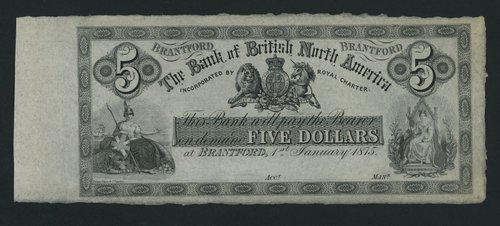 BRANTFORD BRANTFORD
5 5
The Bank of British North America
INCORPORATED BY ROYAL CHARTER.
This Bank will pay the Bearer
on demand FIVE DOLLARS
at BRANTFORD, 1st January 1875.
ACCT. MANR.